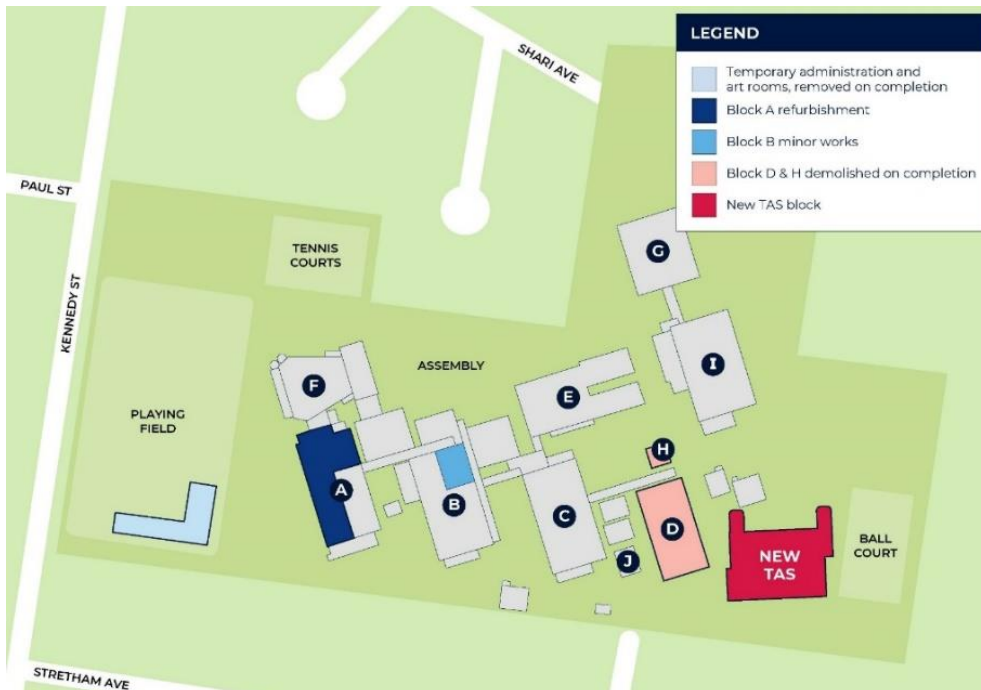 LEGEND
Temporary administration and
art rooms, removed on completion
Block A refurbishment
Block B minor works
Block D & H demolished on completion
New TAS block
SHARI AVE
PAUL ST
KENNEDY ST
TENNIS
COURTS
G
ASSEMBLY
I
F
E
PLAYING
FIELD
H
A
B
C
D
J
NEW
TAS
BALL
COURT
STRETHAM AVE